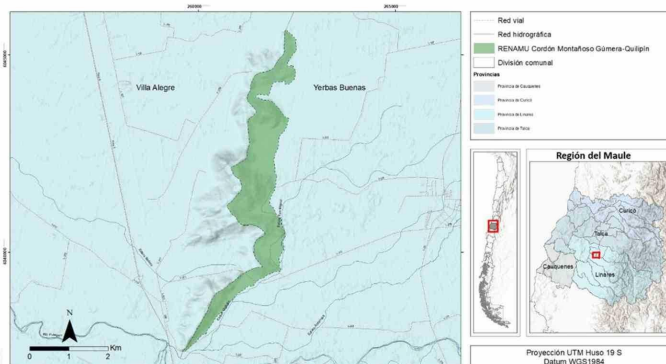 260000
265000
Villa Alegre
Yerbas Buenas
Km
0
1
2
N
Red vial
Red hidrográfica
RENAMU Cordón Montañoso Gúmera-Quilipín
División comunal
Provincias
Provincia de Cauquenes
Provincia de Curicó
Provincia de Linares
Provincia de Talca
Región del Maule
Curicó
Talca
Cauquenes
Linares
Proyección UTM Huso 19 S
Datum WGS1984